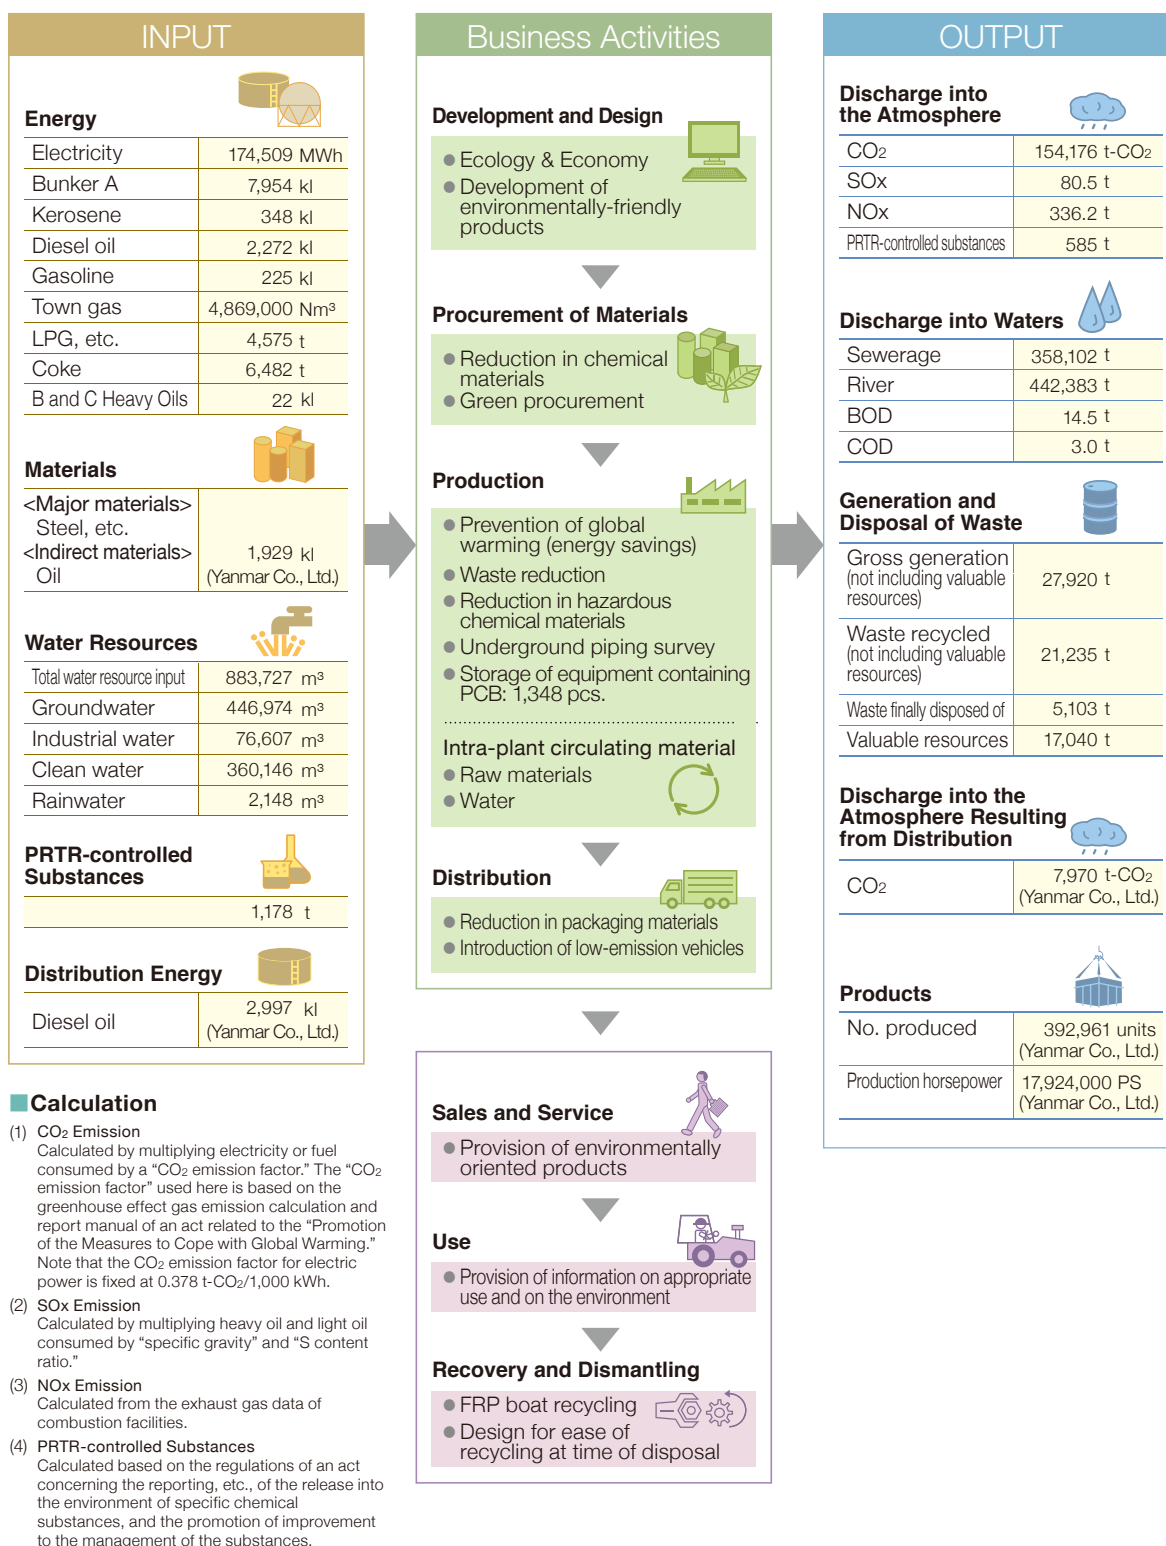 INPUT
Energy
Electricity 174,509 MWh
Bunker A 7,954 kl
Kerosene 348 kl
Diesel oil 2,272 kl
Gasoline 225 kl
Town gas 4,869,000 Nm³
LPG, etc. 4,575 t
Coke 6,482 t
B and C Heavy Oils 22 kl
Materials
<Major materials>
Steel, etc.
<Indirect materials> 1,929 kl
Oil (Yanmar Co., Ltd.)
Water Resources
Total water resource input 883,727 m³
Groundwater 446,974 m³
Industrial water 76,607 m³
Clean water 360,146 m³
Rainwater 2,148 m³
PRTR-controlled
Substances
1,178 t
Distribution Energy
Diesel oil 2,997 kl
(Yanmar Co., Ltd.)
■Calculation
(1) CO₂ Emission
Calculated by multiplying electricity or fuel
consumed by a “CO₂ emission factor.” The “CO₂
emission factor” used here is based on the
greenhouse effect gas emission calculation and
report manual of an act related to the “Promotion
of the Measures to Cope with Global Warming.”
Note that the CO₂ emission factor for electric
power is fixed at 0.378 t-CO₂/1,000 kWh.
(2) SOx Emission
Calculated by multiplying heavy oil and light oil
consumed by “specific gravity” and “S content
ratio.”
(3) NOx Emission
Calculated from the exhaust gas data of
combustion facilities.
(4) PRTR-controlled Substances
Calculated based on the regulations of an act
concerning the reporting, etc., of the release into
the environment of specific chemical
substances, and the promotion of improvement
to the management of the substances.
Business Activities
Development and Design
● Ecology & Economy
● Development of
environmentally-friendly
products
Procurement of Materials
● Reduction in chemical
materials
● Green procurement
Production
● Prevention of global
warming (energy savings)
● Waste reduction
● Reduction in hazardous
chemical materials
● Underground piping survey
● Storage of equipment containing
PCB: 1,348 pcs.
Intra-plant circulating material
● Raw materials
● Water
Distribution
● Reduction in packaging materials
● Introduction of low-emission vehicles
Sales and Service
● Provision of environmentally
oriented products
Use
● Provision of information on appropriate
use and on the environment
Recovery and Dismantling
● FRP boat recycling
● Design for ease of
recycling at time of disposal
OUTPUT
Discharge into
the Atmosphere
CO₂ 154,176 t-CO₂
SOx 80.5 t
NOx 336.2 t
PRTR-controlled substances 585 t
Discharge into Waters
Sewerage 358,102 t
River 442,383 t
BOD 14.5 t
COD 3.0 t
Generation and
Disposal of Waste
Gross generation
(not including valuable 27,920 t
resources)
Waste recycled
(not including valuable 21,235 t
resources)
Waste finally disposed of 5,103 t
Valuable resources 17,040 t
Discharge into the
Atmosphere Resulting
from Distribution
CO₂ 7,970 t-CO₂
(Yanmar Co., Ltd.)
Products
No. produced 392,961 units
(Yanmar Co., Ltd.)
Production horsepower 17,924,000 PS
(Yanmar Co., Ltd.)